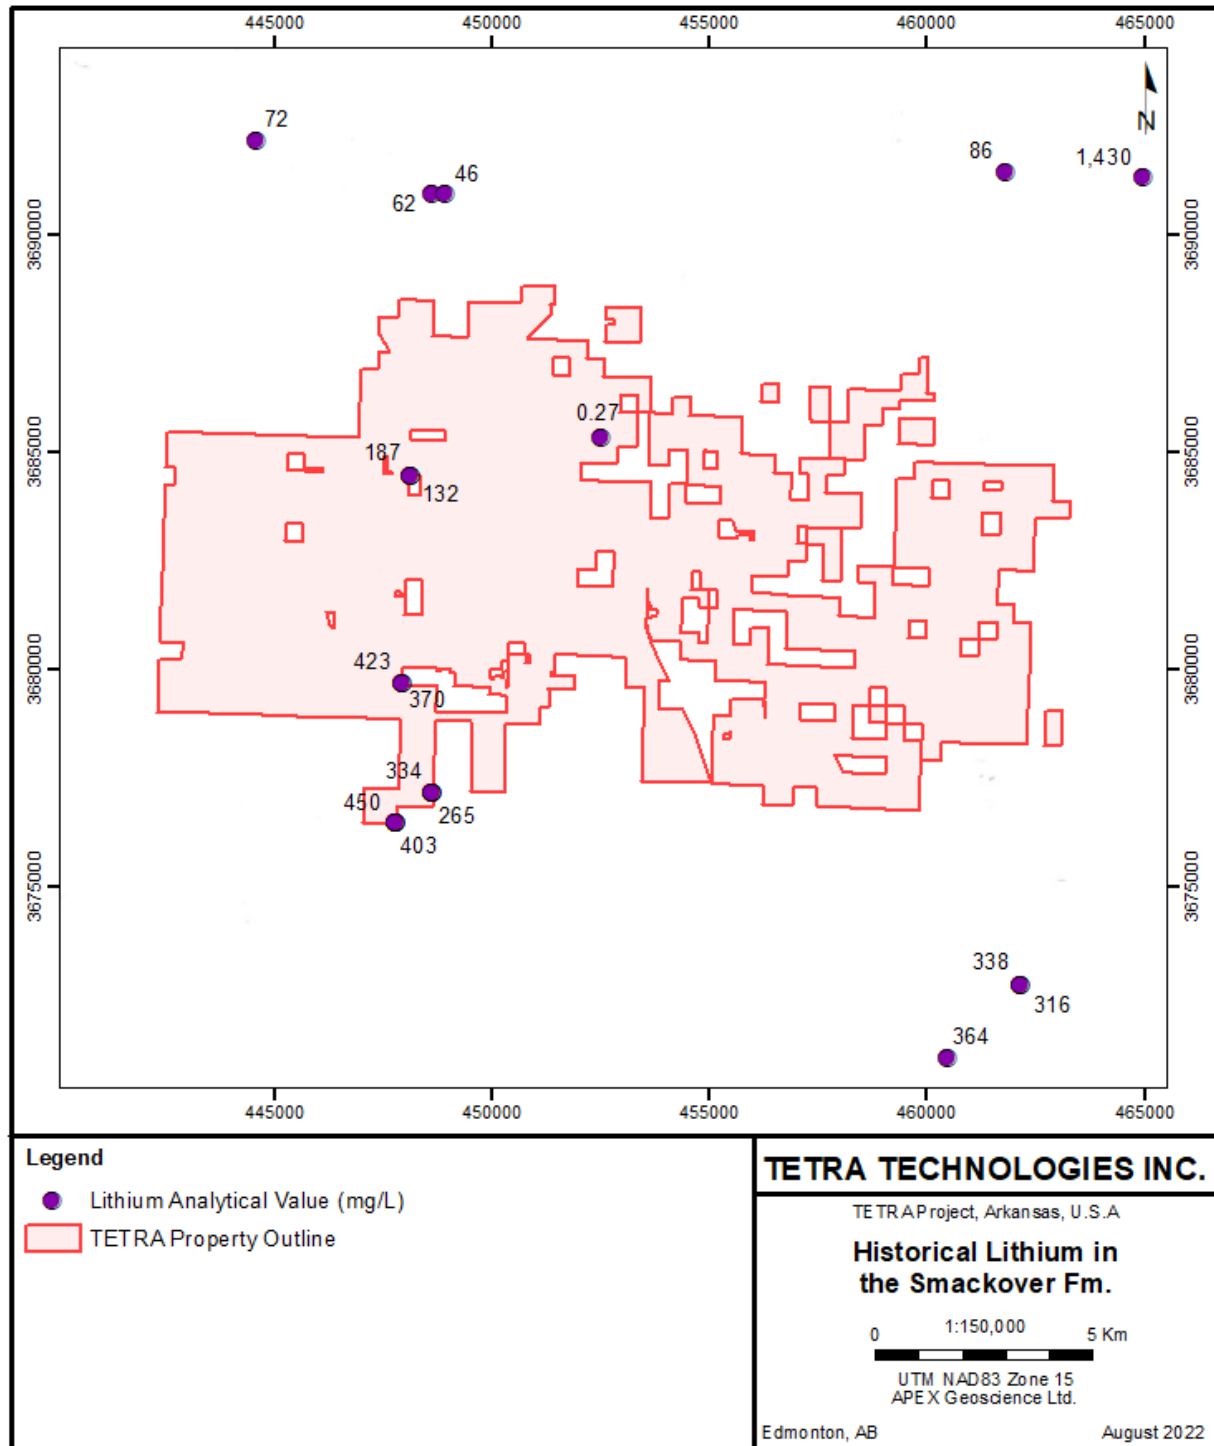 445000 450000 455000 460000 465000
72
46
62
86
1,430
N
3690000 3690000
0.27
187
132
3685000 3685000
423
370
3680000 3680000
334
450
265
403
3675000 3675000
338
316
364
445000 450000 455000 460000 465000
Legend
Lithium Analytical Value (mg/L)
TETRA Property Outline
TETRA TECHNOLOGIES INC.
TETRA Project, Arkansas, U.S.A
Historical Lithium in
the Smackover Fm.
1:150,000
0 5 Km
UTM NAD83 Zone 15
APEX Geoscience Ltd.
Edmonton, AB August 2022